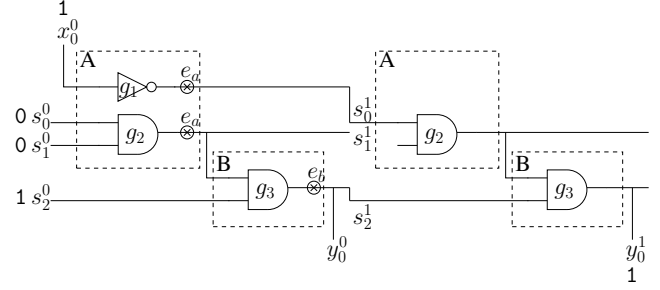 1
x_0^0
A A
g_1 e_a
0 s_0^0 s_0^1
g_2 e_a g_2
0 s_1^0 s_1^1
B B
g_3 e_b g_3
1 s_2^0
s_2^1
y_0^0 y_0^1
1